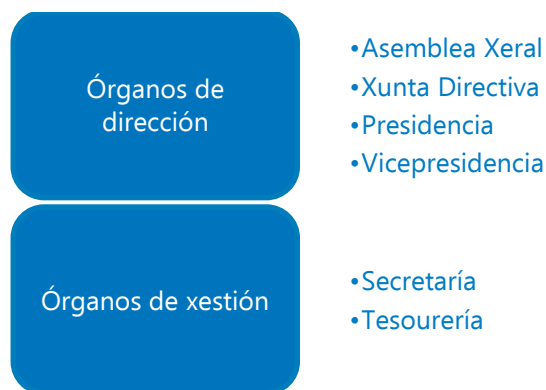 Órganos de
dirección
•Asemblea Xeral
•Xunta Directiva
•Presidencia
•Vicepresidencia
Órganos de xestión
•Secretaría
•Tesourería